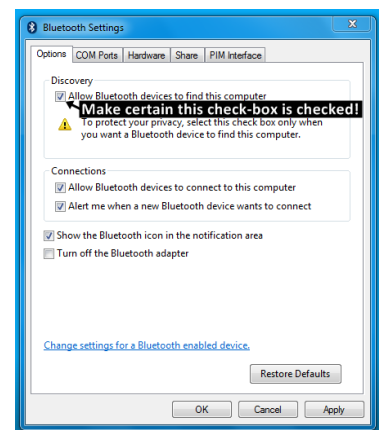 Bluetooth Settings
Options COM Ports Hardware Share PIM Interface
Discovery
Allow Bluetooth devices to find this computer
Make certain this check-box is checked!
To protect your privacy, select this check box only when
you want a Bluetooth device to find this computer.
Connections
Allow Bluetooth devices to connect to this computer
Alert me when a new Bluetooth device wants to connect
Show the Bluetooth icon in the notification area
Turn off the Bluetooth adapter
Change settings for a Bluetooth enabled device.
Restore Defaults
OK Cancel Apply